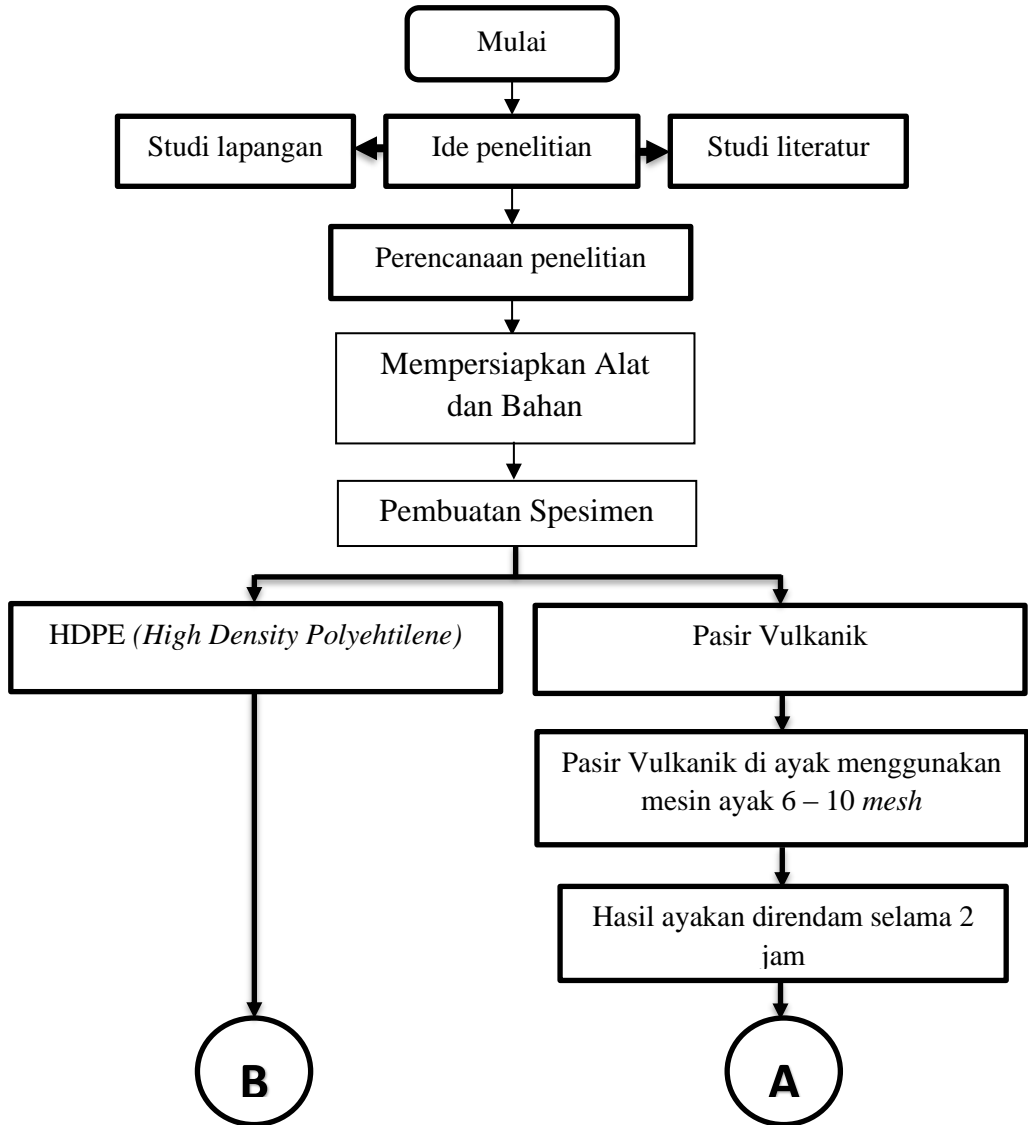 Mulai
Studi lapangan
Ide penelitian
Studi literatur
Perencanaan penelitian
Mempersiapkan Alat
dan Bahan
Pembuatan Spesimen
HDPE (High Density Polyehtilene)
Pasir Vulkanik
Pasir Vulkanik di ayak menggunakan
mesin ayak 6 – 10 mesh
Hasil ayakan direndam selama 2
jam
B
A